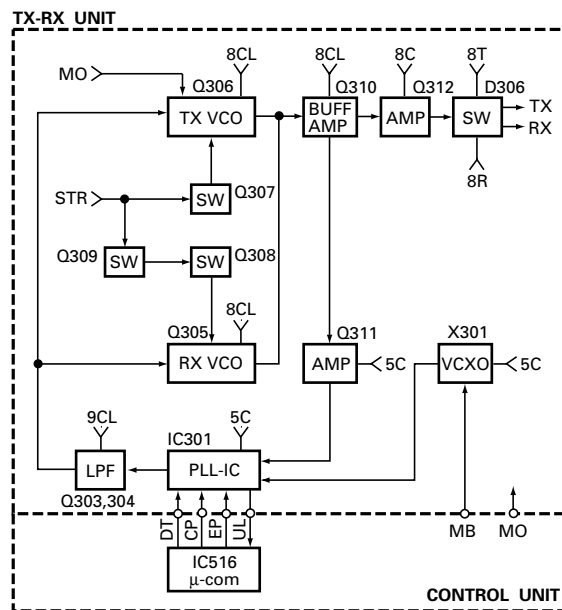 TX-RX UNIT
8CL
8CL
8C
8T
MO
Q306
Q310
Q312
D306
TX VCO
BUFF
AMP
AMP
SW
TX
RX
8R
STR
SW
Q307
Q309
SW
SW
Q308
8CL
Q305
RX VCO
Q311
AMP
5C
X301
VCXO
5C
9CL
IC301
5C
LPF
PLL-IC
Q303,304
DT
CP
EP
UL
MB
MO
IC516
μ-com
CONTROL UNIT